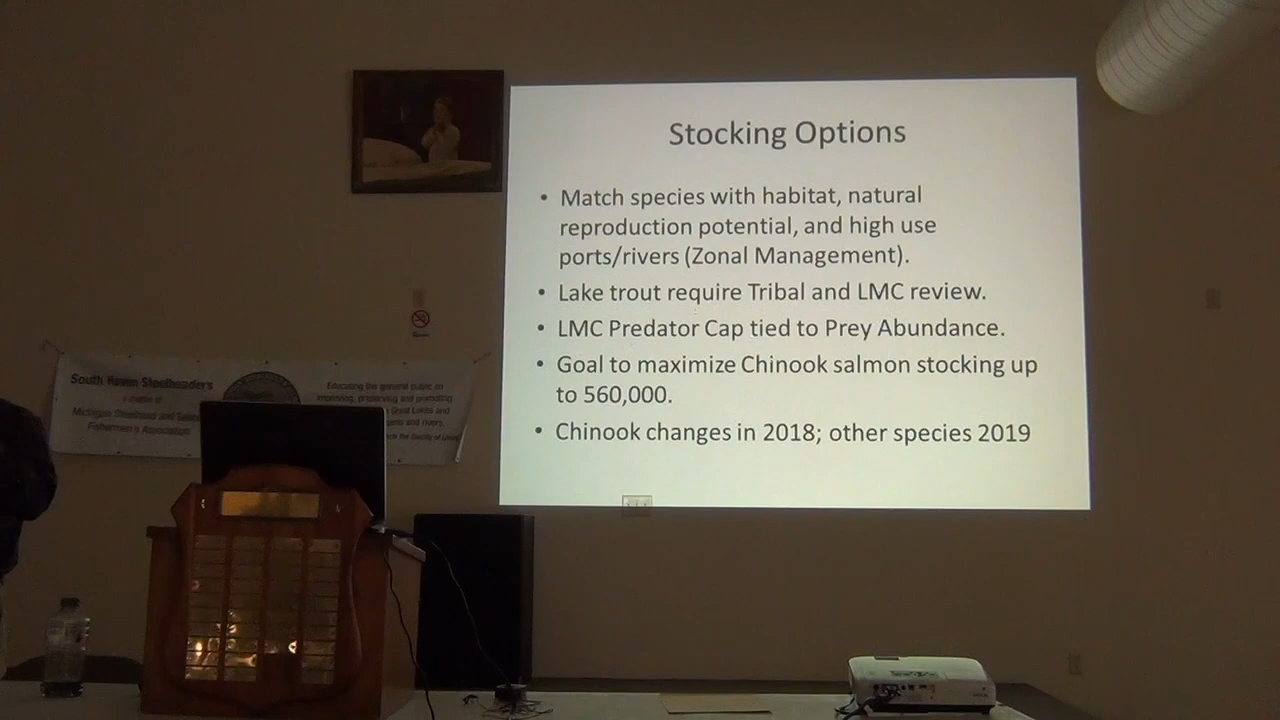 Stocking Options
• Match species with habitat, natural
reproduction potential, and high use
ports/rivers (Zonal Management).
• Lake trout require Tribal and LMC review.
• LMC Predator Cap tied to Prey Abundance.
• Goal to maximize Chinook salmon stocking up
to 560,000.
• Chinook changes in 2018; other species 2019
South Haven Steelheaders
a chapter of
Michigan Steelhead and Salmon
Fishermen's Association
Educating the general public on
improving, preserving and promoting
Great Lakes and
and rivers.